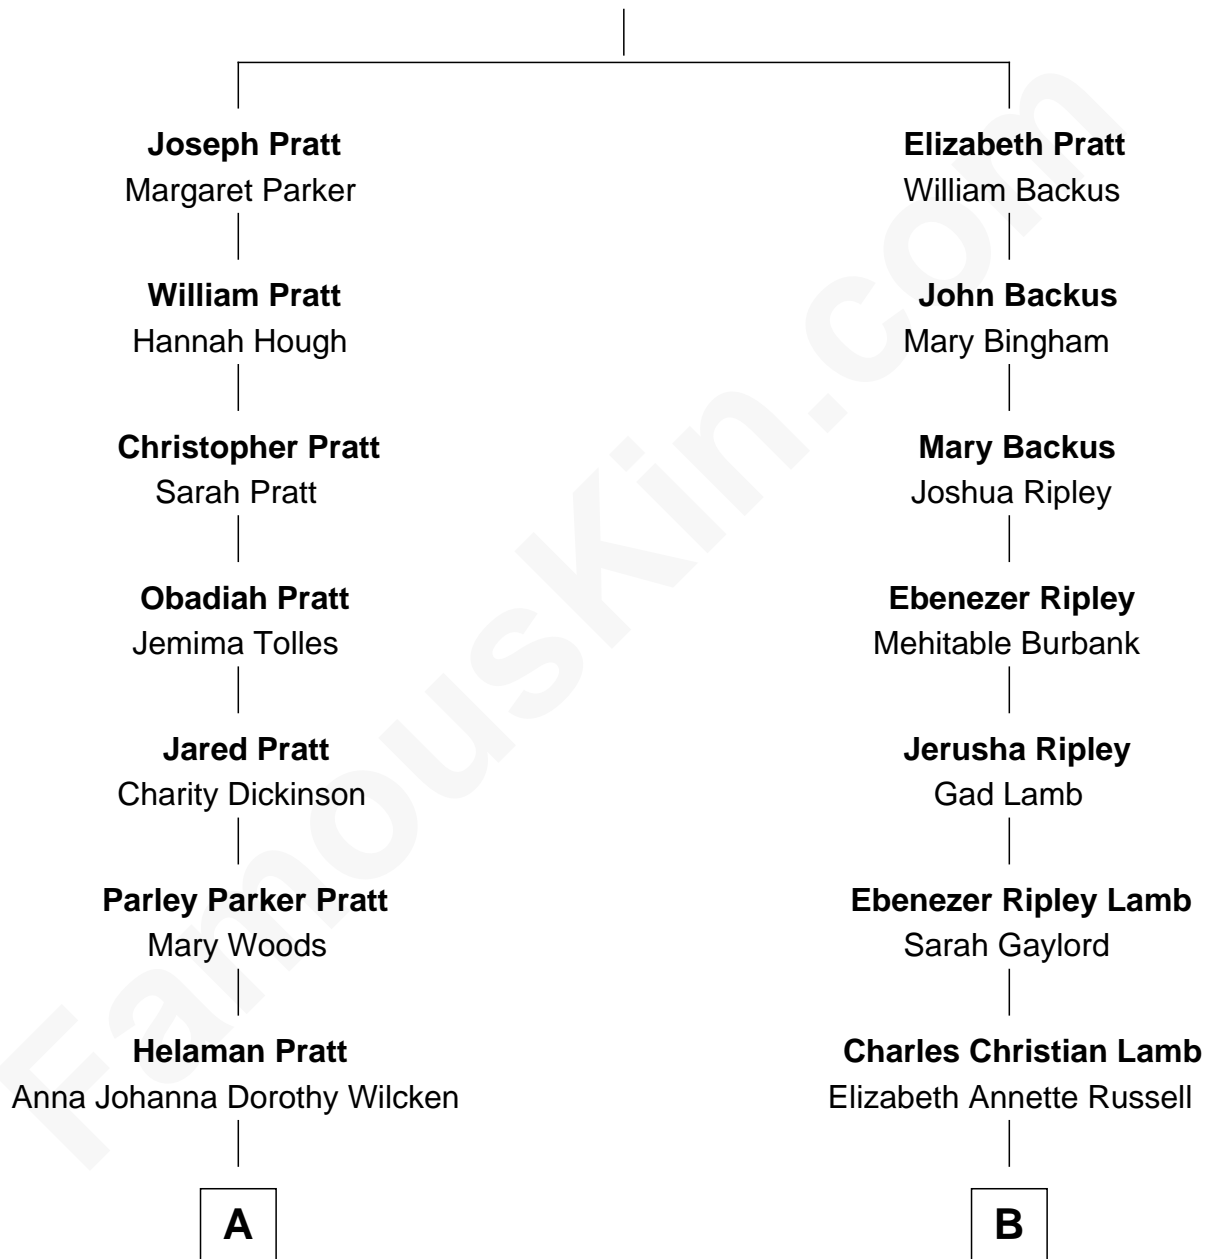 Joseph Pratt
Margaret Parker
Elizabeth Pratt
William Backus
William Pratt
Hannah Hough
John Backus
Mary Bingham
Christopher Pratt
Sarah Pratt
Mary Backus
Joshua Ripley
Obadiah Pratt
Jemima Tolles
Ebenezer Ripley
Mehitable Burbank
Jared Pratt
Charity Dickinson
Jerusha Ripley
Gad Lamb
Parley Parker Pratt
Mary Woods
Ebenezer Ripley Lamb
Sarah Gaylord
Helaman Pratt
Anna Johanna Dorothy Wilcken
Charles Christian Lamb
Elizabeth Annette Russell
A
B
FamousKin.com